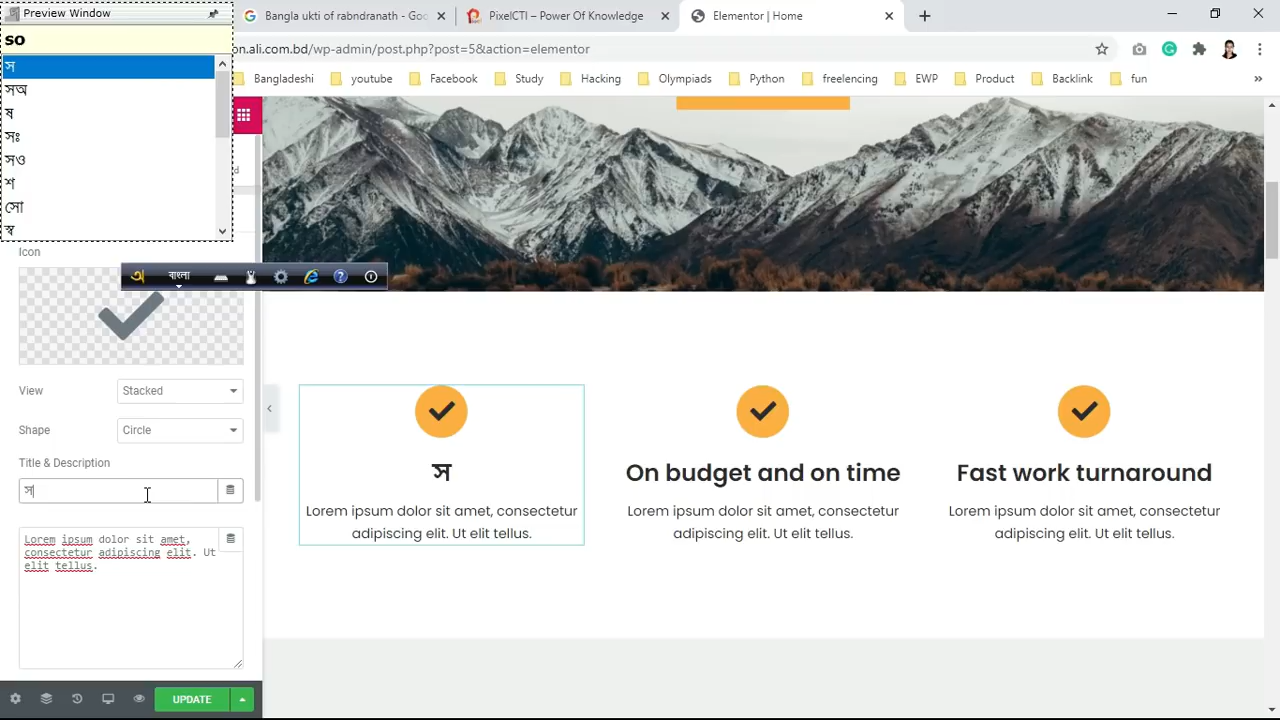 Preview Window
so
স
সঅ
ষ
সঃ
সও
শ
সো
স্ব
Bangla ukti of rabndranath - Goo
PixelCTI – Power Of Knowledge
Elementor | Home
on.ali.com.bd/wp-admin/post.php?post=5&action=elementor
Bangladeshi
youtube
Facebook
Study
Hacking
Olympiads
Python
freelencing
EWP
Product
Backlink
fun
d
Icon
অ
বাংলা
View
Stacked
Shape
Circle
Title & Description
স
Lorem ipsum dolor sit amet,
consectetur adipiscing elit. Ut
elit tellus.
UPDATE
স
Lorem ipsum dolor sit amet, consectetur
adipiscing elit. Ut elit tellus.
On budget and on time
Lorem ipsum dolor sit amet, consectetur
adipiscing elit. Ut elit tellus.
Fast work turnaround
Lorem ipsum dolor sit amet, consectetur
adipiscing elit. Ut elit tellus.